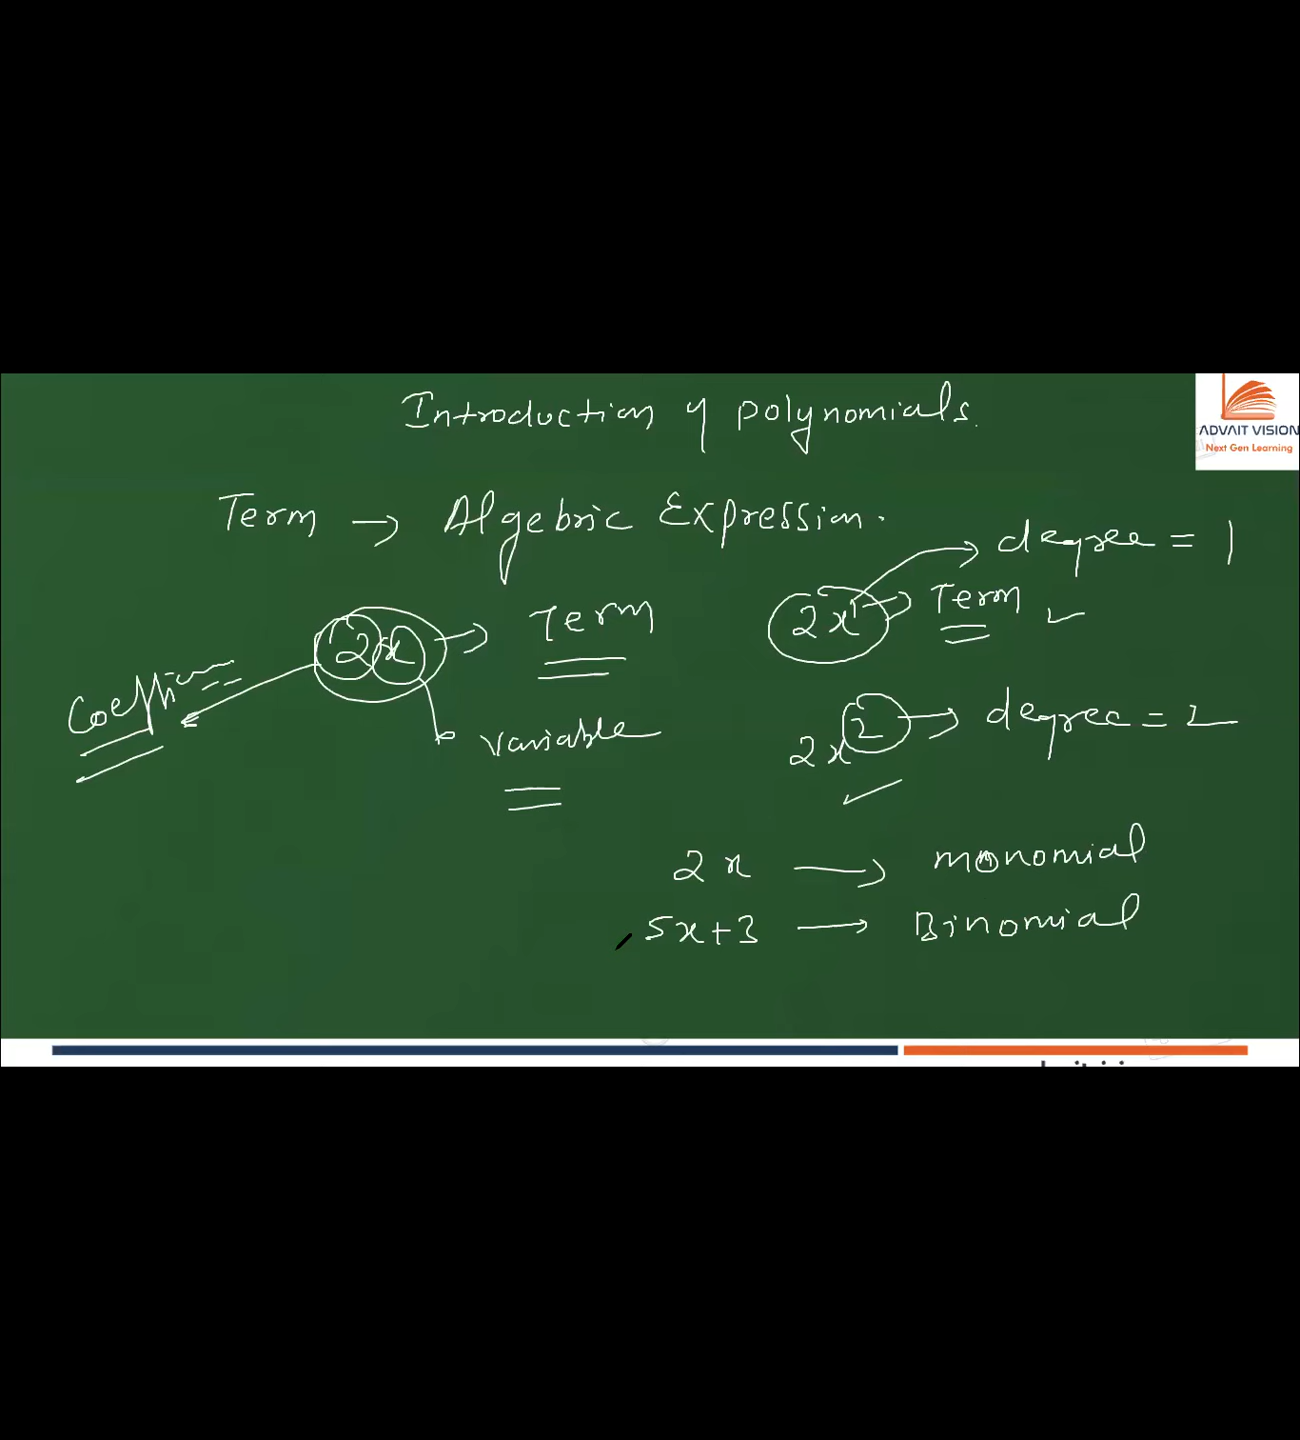 Introduction of polynomials.
ADVAIT VISION
Next Gen Learning
Term → Algebric Expression.
degree = 1
2x → Term
2x¹ → Term ✓
variable
2x² → degree = 2
2x → monomial
5x+3 → Binomial